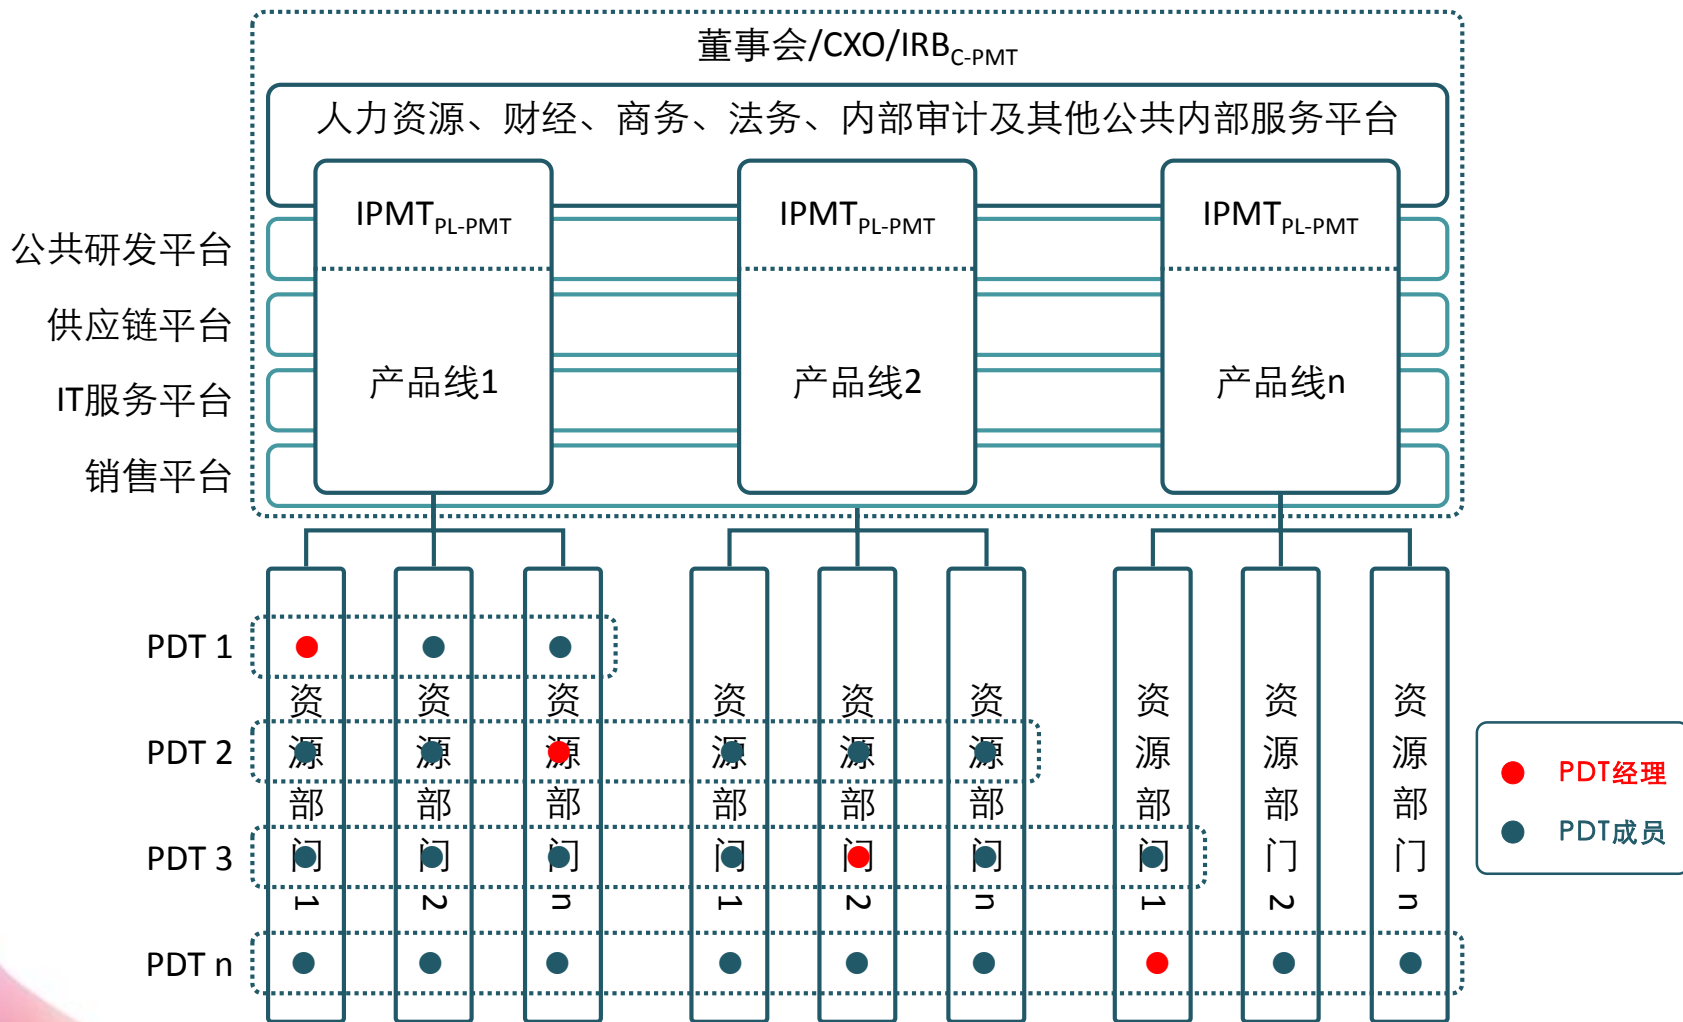 董事会/CXO/IRBC-PMT
人力资源、财经、商务、法务、内部审计及其他公共内部服务平台
IPMTPL-PMT
IPMTPL-PMT
IPMTPL-PMT
公共研发平台
供应链平台
IT服务平台
销售平台
产品线1
产品线2
产品线n
PDT 1
PDT 2
PDT 3
PDT n
资源部门1
资源部门2
资源部门n
资源部门1
资源部门2
资源部门n
资源部门1
资源部门2
资源部门n
PDT经理
PDT成员